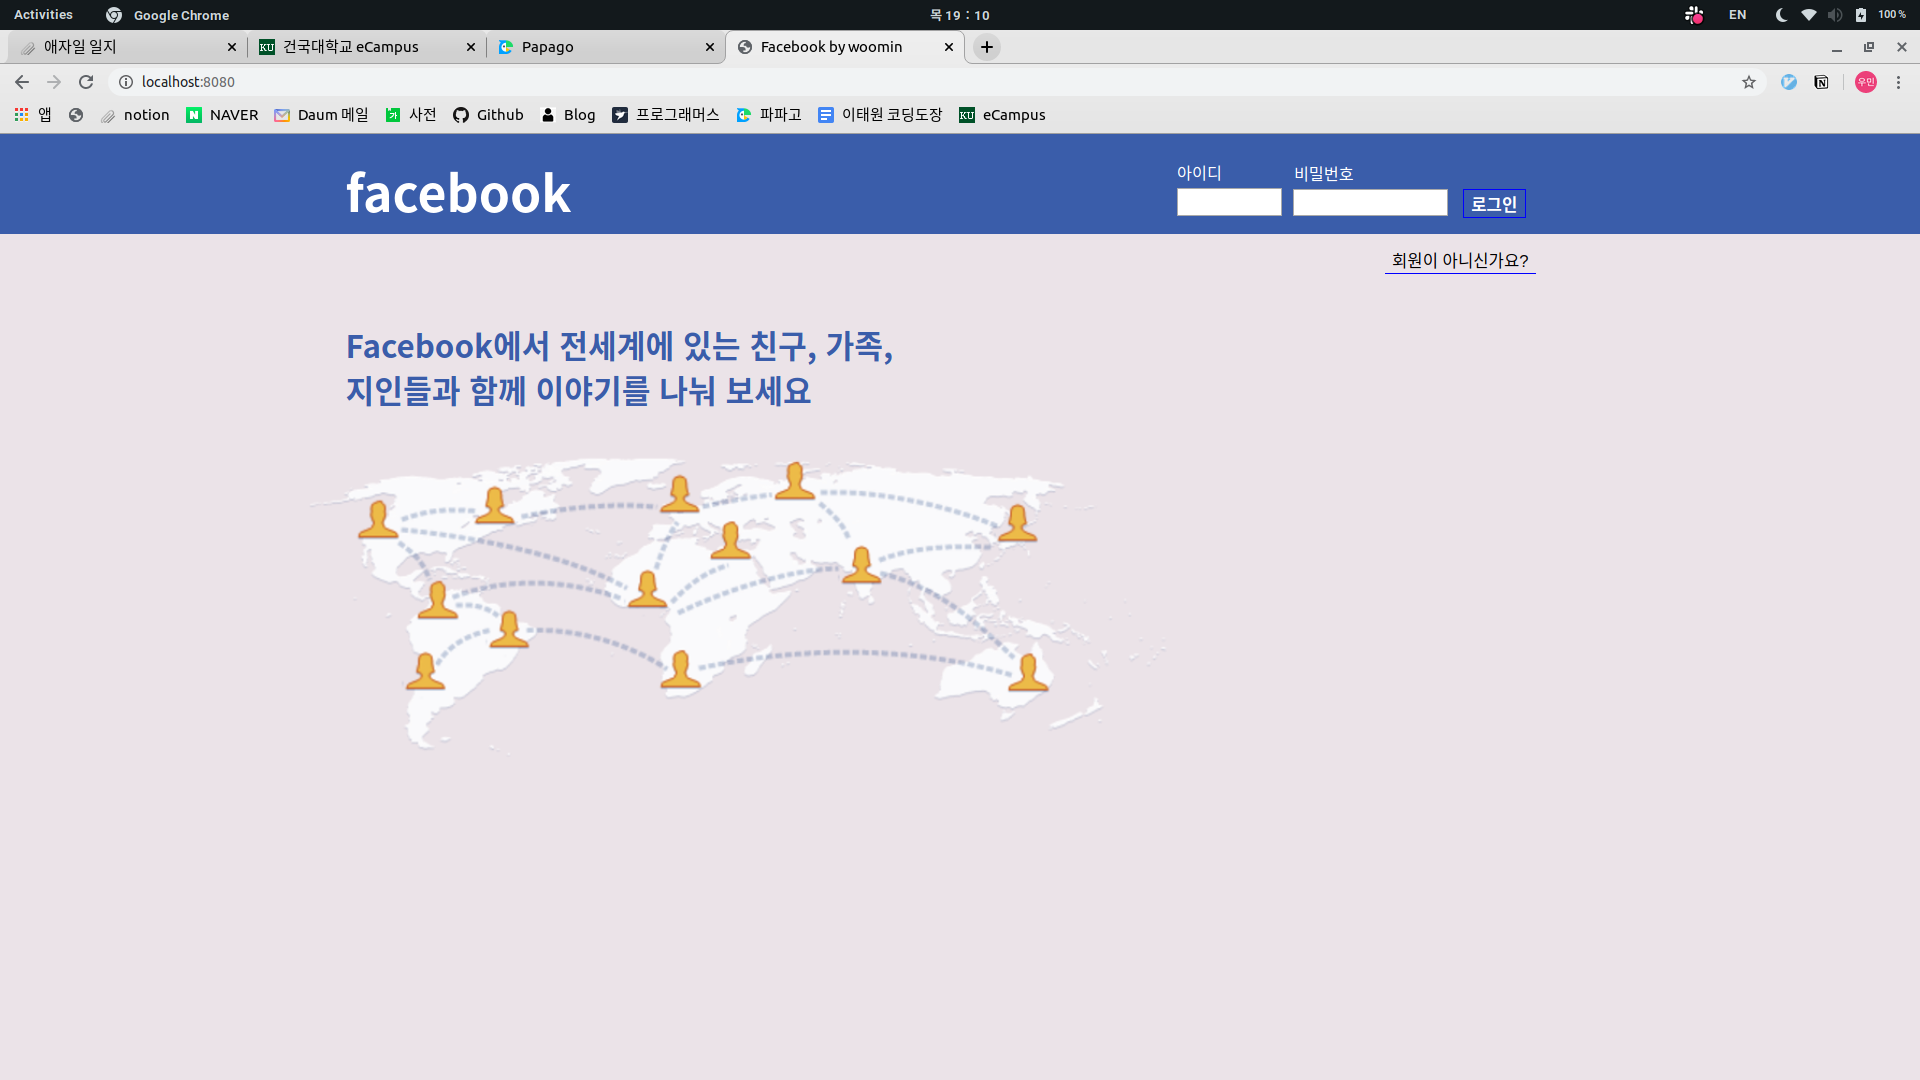 Activities Google Chrome 목 19 : 10 EN 100 %
애자일 일지 KU 건국대학교 eCampus Papago Facebook by woomin
localhost:8080 우민
앱 notion N NAVER Daum 메일 가 사전 Github Blog 프로그래머스 파파고 이태원 코딩도장 KU eCampus
facebook
아이디 비밀번호
로그인
회원이 아니신가요?
Facebook에서 전세계에 있는 친구, 가족,
지인들과 함께 이야기를 나눠 보세요